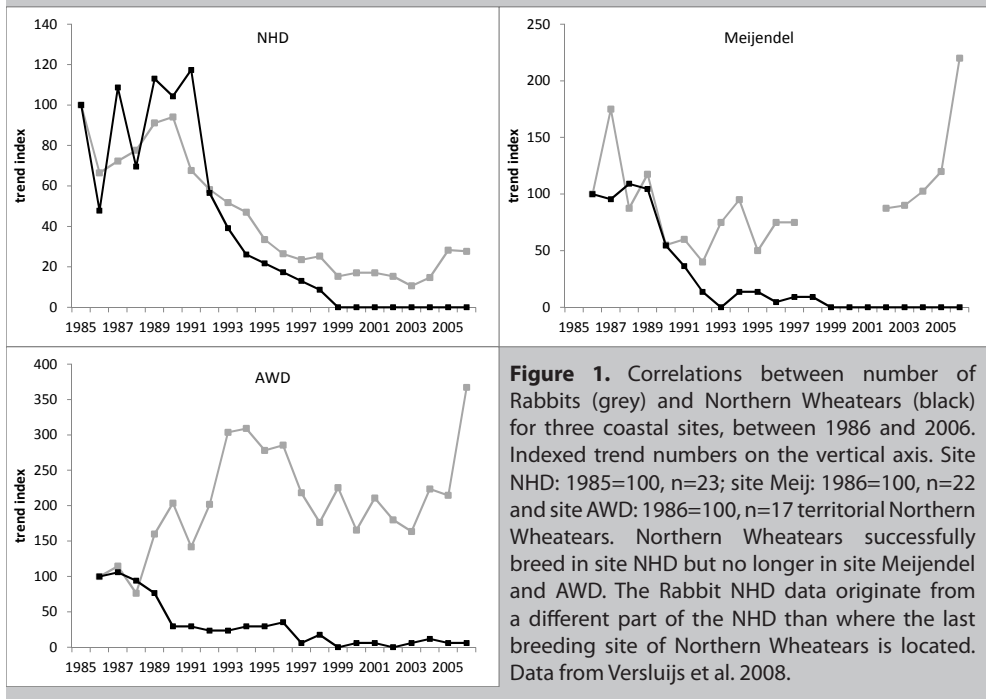 NHD
140
120
100
80
60
40
20
0
trend index
1985 1987 1989 1991 1993 1995 1997 1999 2001 2003 2005
Meijendel
250
200
150
100
50
0
trend index
1985 1987 1989 1991 1993 1995 1997 1999 2001 2003 2005
AWD
400
350
300
250
200
150
100
50
0
trend index
1985 1987 1989 1991 1993 1995 1997 1999 2001 2003 2005
Figure 1. Correlations between number of
Rabbits (grey) and Northern Wheatears (black)
for three coastal sites, between 1986 and 2006.
Indexed trend numbers on the vertical axis. Site
NHD: 1985=100, n=23; site Meij: 1986=100, n=22
and site AWD: 1986=100, n=17 territorial Northern
Wheatears. Northern Wheatears successfully
breed in site NHD but no longer in site Meijendel
and AWD. The Rabbit NHD data originate from
a different part of the NHD than where the last
breeding site of Northern Wheatears is located.
Data from Versluijs et al. 2008.